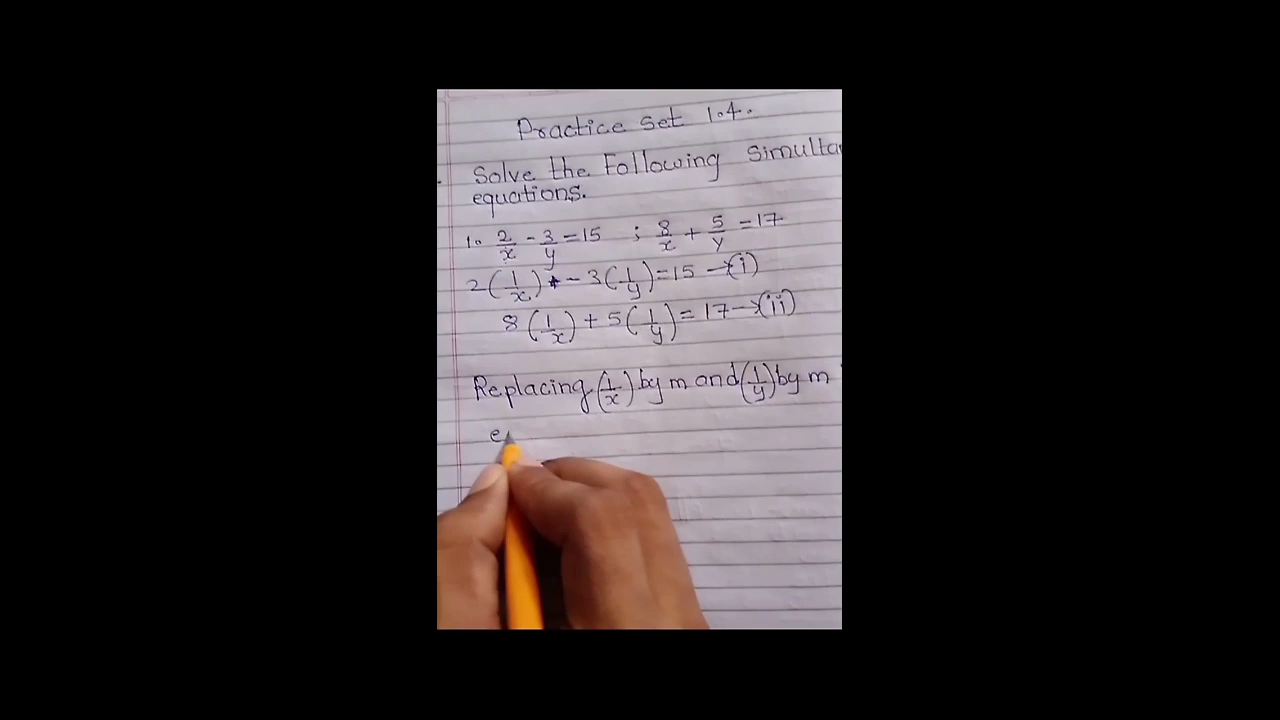 Practice set 1.4.
Solve the Following
equations.
1. 2/x - 3/y = 15 ; 8/x + 5/y = 17
2(1/x) - 3(1/y) = 15 →(i)
8(1/x) + 5(1/y) = 17 →(ii)
Replacing (1/x) by m and (1/y) by m
e